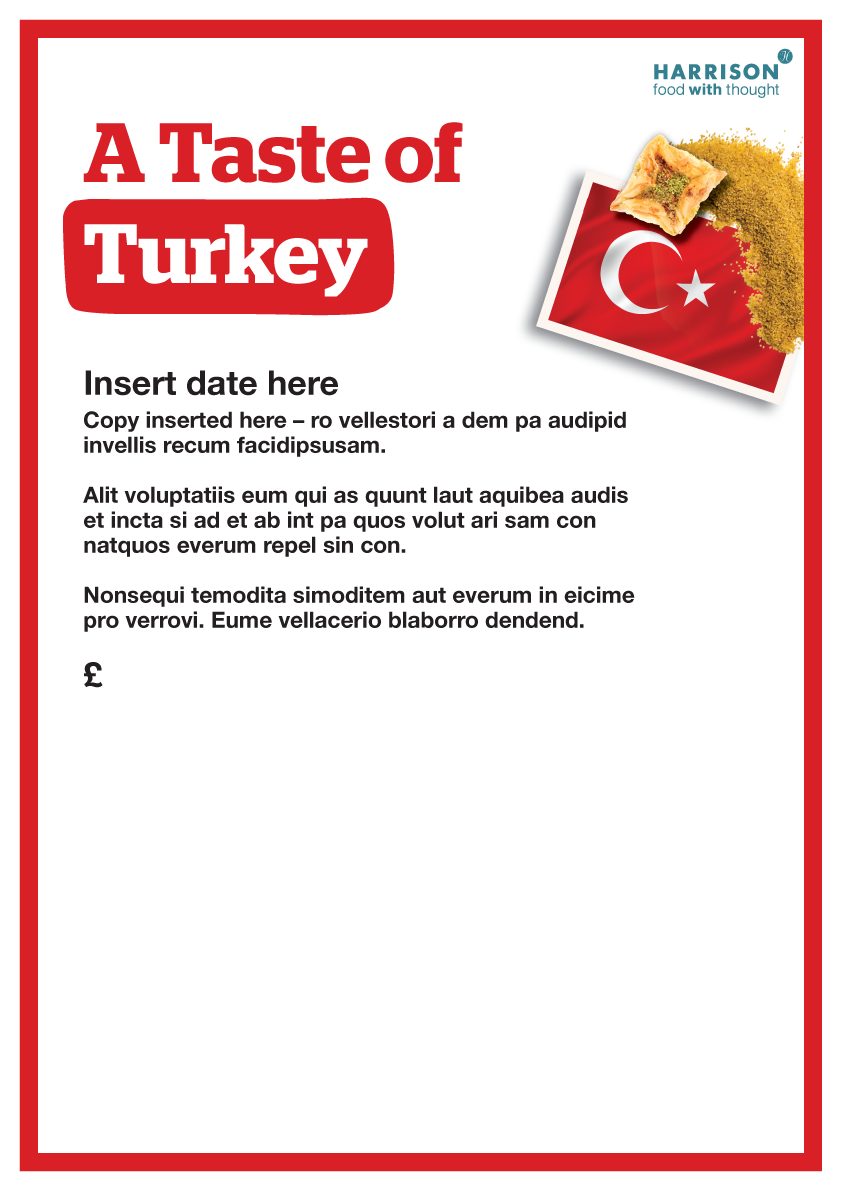 H
HARRISON
food with thought
A Taste of
Turkey
Insert date here
Copy inserted here – ro vellestori a dem pa audipid
invellis recum facidipsusam.
Alit voluptatiis eum qui as quunt laut aquibea audis
et incta si ad et ab int pa quos volut ari sam con
natquos everum repel sin con.
Nonsequi temodita simoditem aut everum in eicime
pro verrovi. Eume vellacerio blaborro dendend.
£